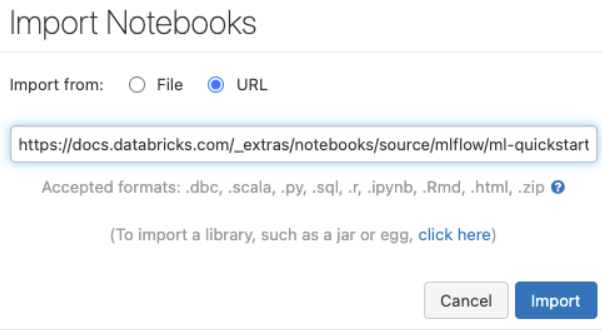 Import Notebooks
Import from: File URL
https://docs.databricks.com/_extras/notebooks/source/mlflow/ml-quickstart
Accepted formats: .dbc, .scala, .py, .sql, .r, .ipynb, .Rmd, .html, .zip ?
(To import a library, such as a jar or egg, click here)
Cancel Import